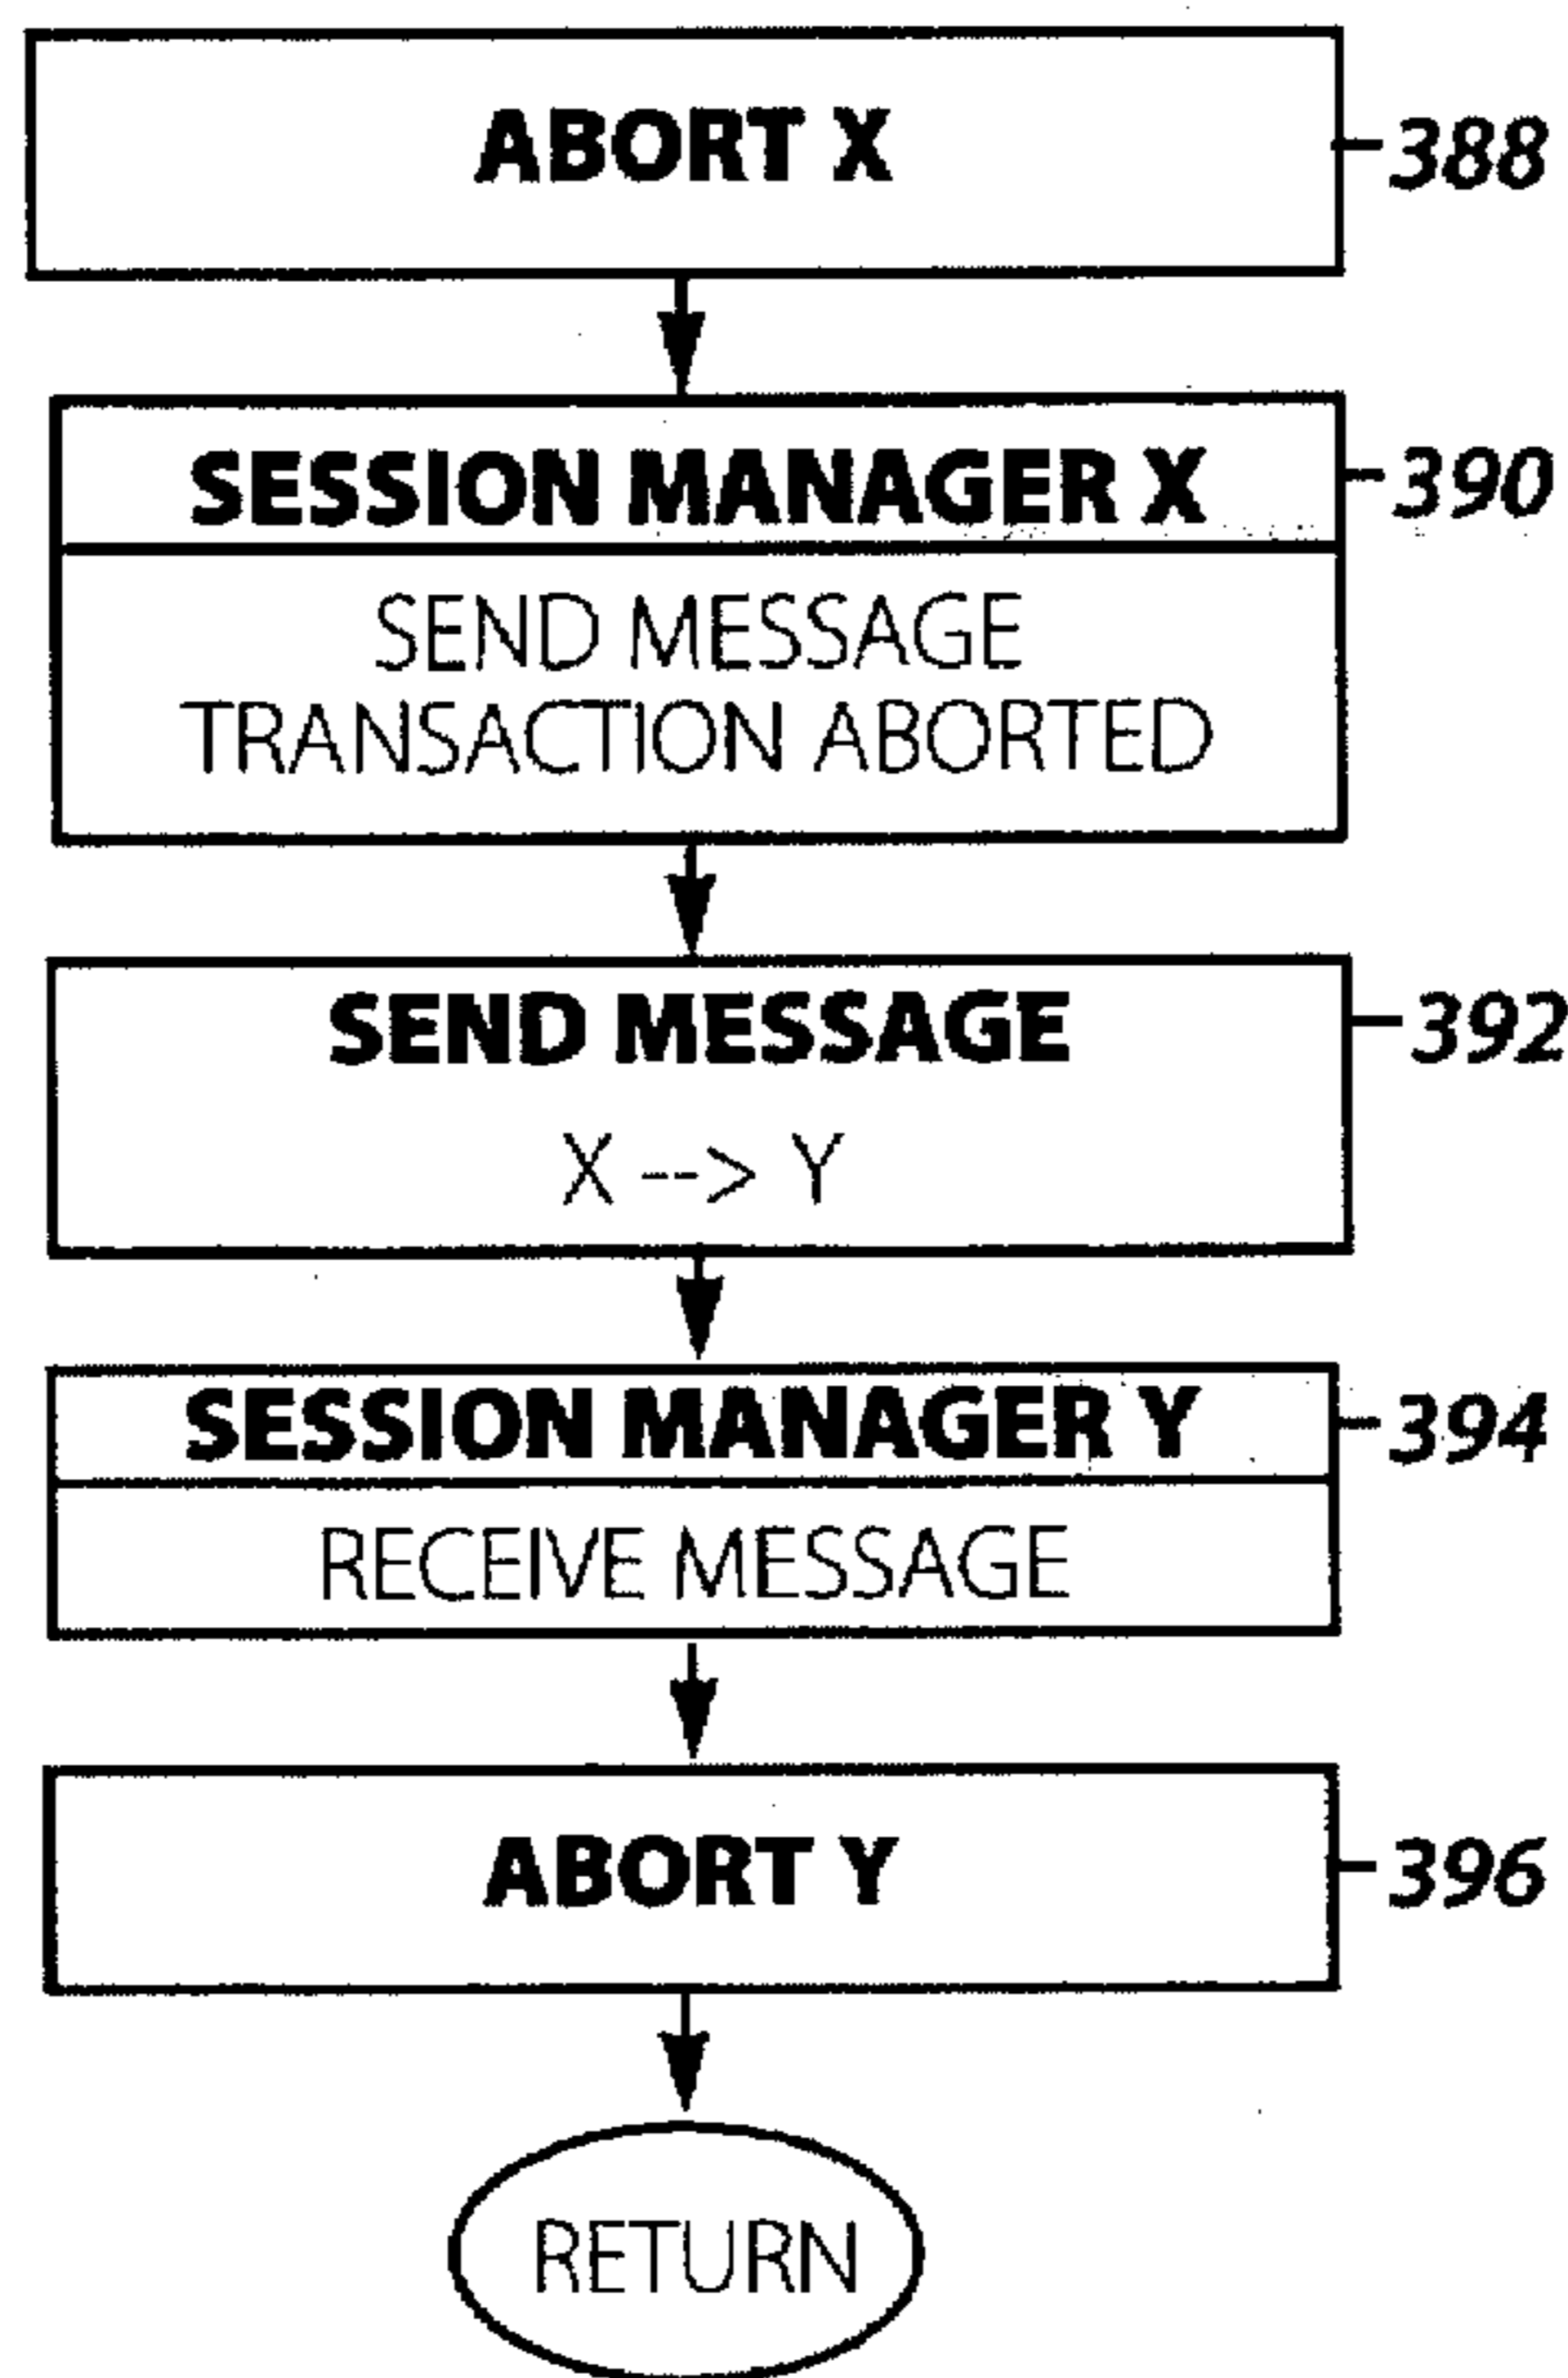 ABORT X
388
SESSION MANAGER X
390
SEND MESSAGE
TRANSACTION ABORTED
SEND MESSAGE
392
X --> Y
SESSION MANAGER Y
394
RECEIVE MESSAGE
ABORT Y
396
RETURN